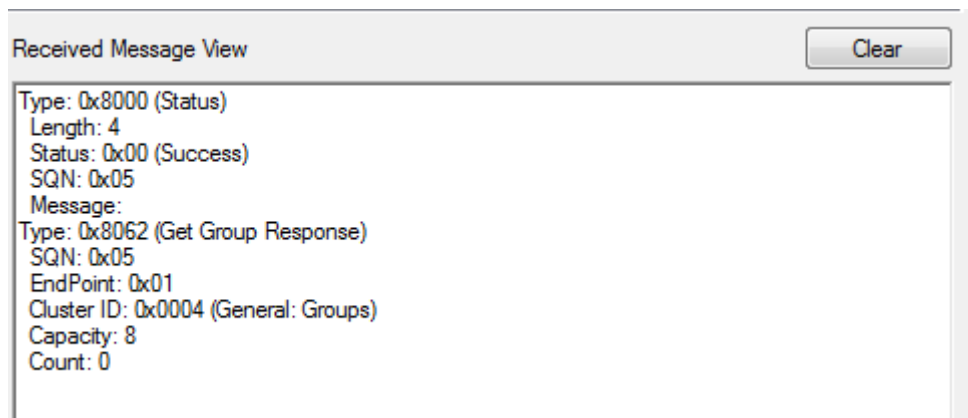 Received Message View
Clear
Type: 0x8000 (Status)
Length: 4
Status: 0x00 (Success)
SQN: 0x05
Message:
Type: 0x8062 (Get Group Response)
SQN: 0x05
EndPoint: 0x01
Cluster ID: 0x0004 (General: Groups)
Capacity: 8
Count: 0